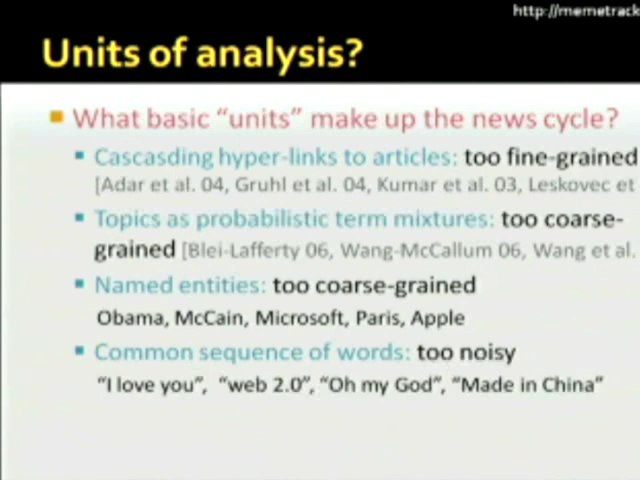 http://memetrack
Units of analysis?
What basic "units" make up the news cycle?
Cascasding hyper-links to articles: too fine-grained
[Adar et al. 04, Gruhl et al. 04, Kumar et al. 03, Leskovec et
Topics as probabilistic term mixtures: too coarse-
grained [Blei-Lafferty 06, Wang-McCallum 06, Wang et al.
Named entities: too coarse-grained
Obama, McCain, Microsoft, Paris, Apple
Common sequence of words: too noisy
"I love you", "web 2.0", "Oh my God", "Made in China"